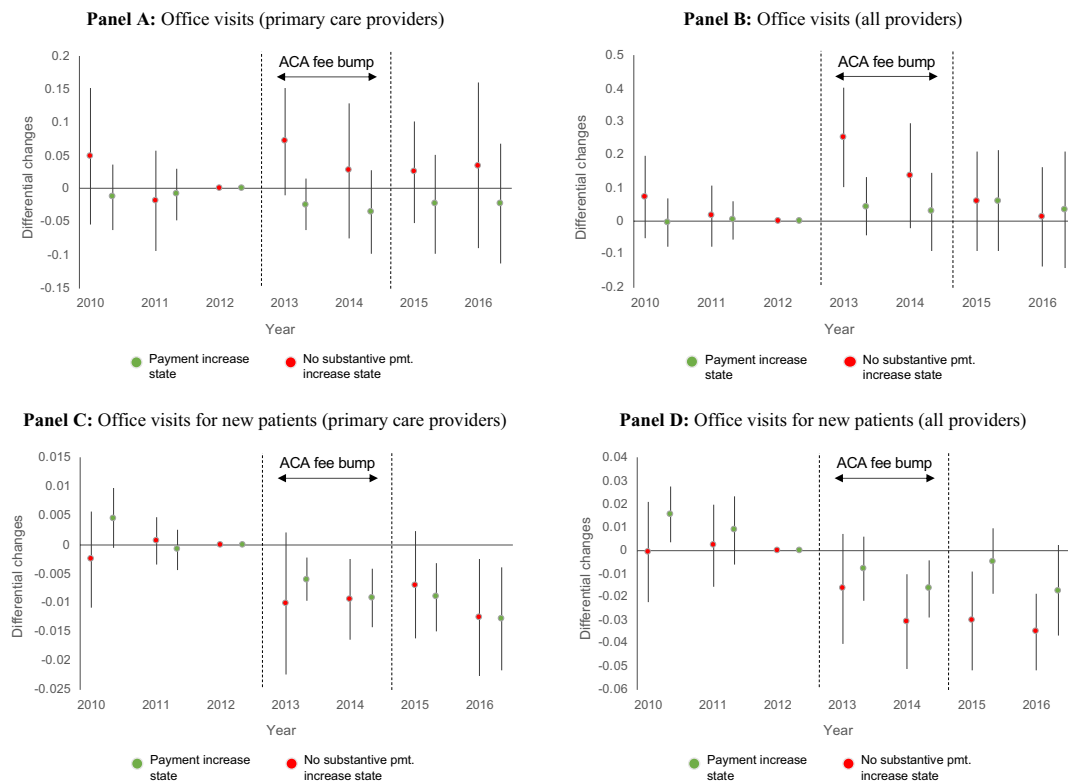 Panel A: Office visits (primary care providers)
Differential changes
0.2
0.15
0.1
0.05
0
-0.05
-0.1
0.15
ACA fee bump
2010 2011 2012 2013 2014 2015 2016
Year
Payment increase state
No substantive pmt. increase state
Panel B: Office visits (all providers)
Differential changes
0.5
0.4
0.3
0.2
0.1
0
-0.1
-0.2
ACA fee bump
2010 2011 2012 2013 2014 2015 2016
Year
Payment increase state
No substantive pmt. increase state
Panel C: Office visits for new patients (primary care providers)
Differential changes
0.015
0.01
0.005
0
-0.005
-0.01
-0.015
-0.02
-0.025
ACA fee bump
2010 2011 2012 2013 2014 2015 2016
Year
Payment increase state
No substantive pmt. increase state
Panel D: Office visits for new patients (all providers)
Differential changes
0.04
0.03
0.02
0.01
0
-0.01
-0.02
-0.03
-0.04
-0.05
-0.06
ACA fee bump
2010 2011 2012 2013 2014 2015 2016
Year
Payment increase state
No substantive pmt. increase state